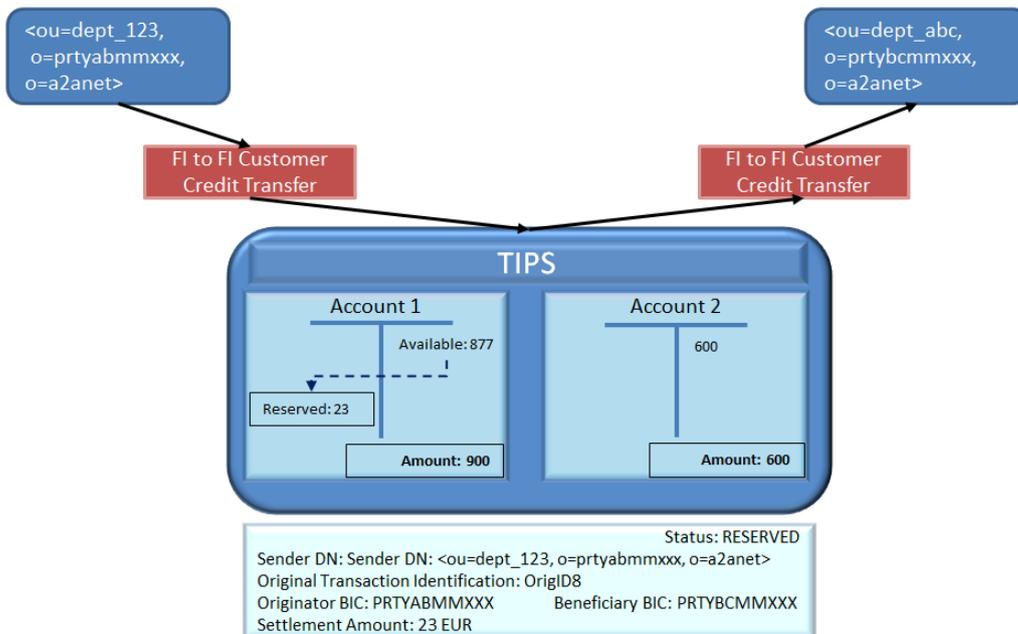 <ou=dept_123,
o=prtyabmmxxx,
o=a2anet>
<ou=dept_abc,
o=prtybcmmxxx,
o=a2anet>
FI to FI Customer
Credit Transfer
FI to FI Customer
Credit Transfer
TIPS
Account 1
Available: 877
Reserved: 23
Amount: 900
Account 2
600
Amount: 600
Status: RESERVED
Sender DN: Sender DN: <ou=dept_123, o=prtyabmmxxx, o=a2anet>
Original Transaction Identification: OrigID8
Originator BIC: PRTYABMMXXX Beneficiary BIC: PRTYBCMMXXX
Settlement Amount: 23 EUR